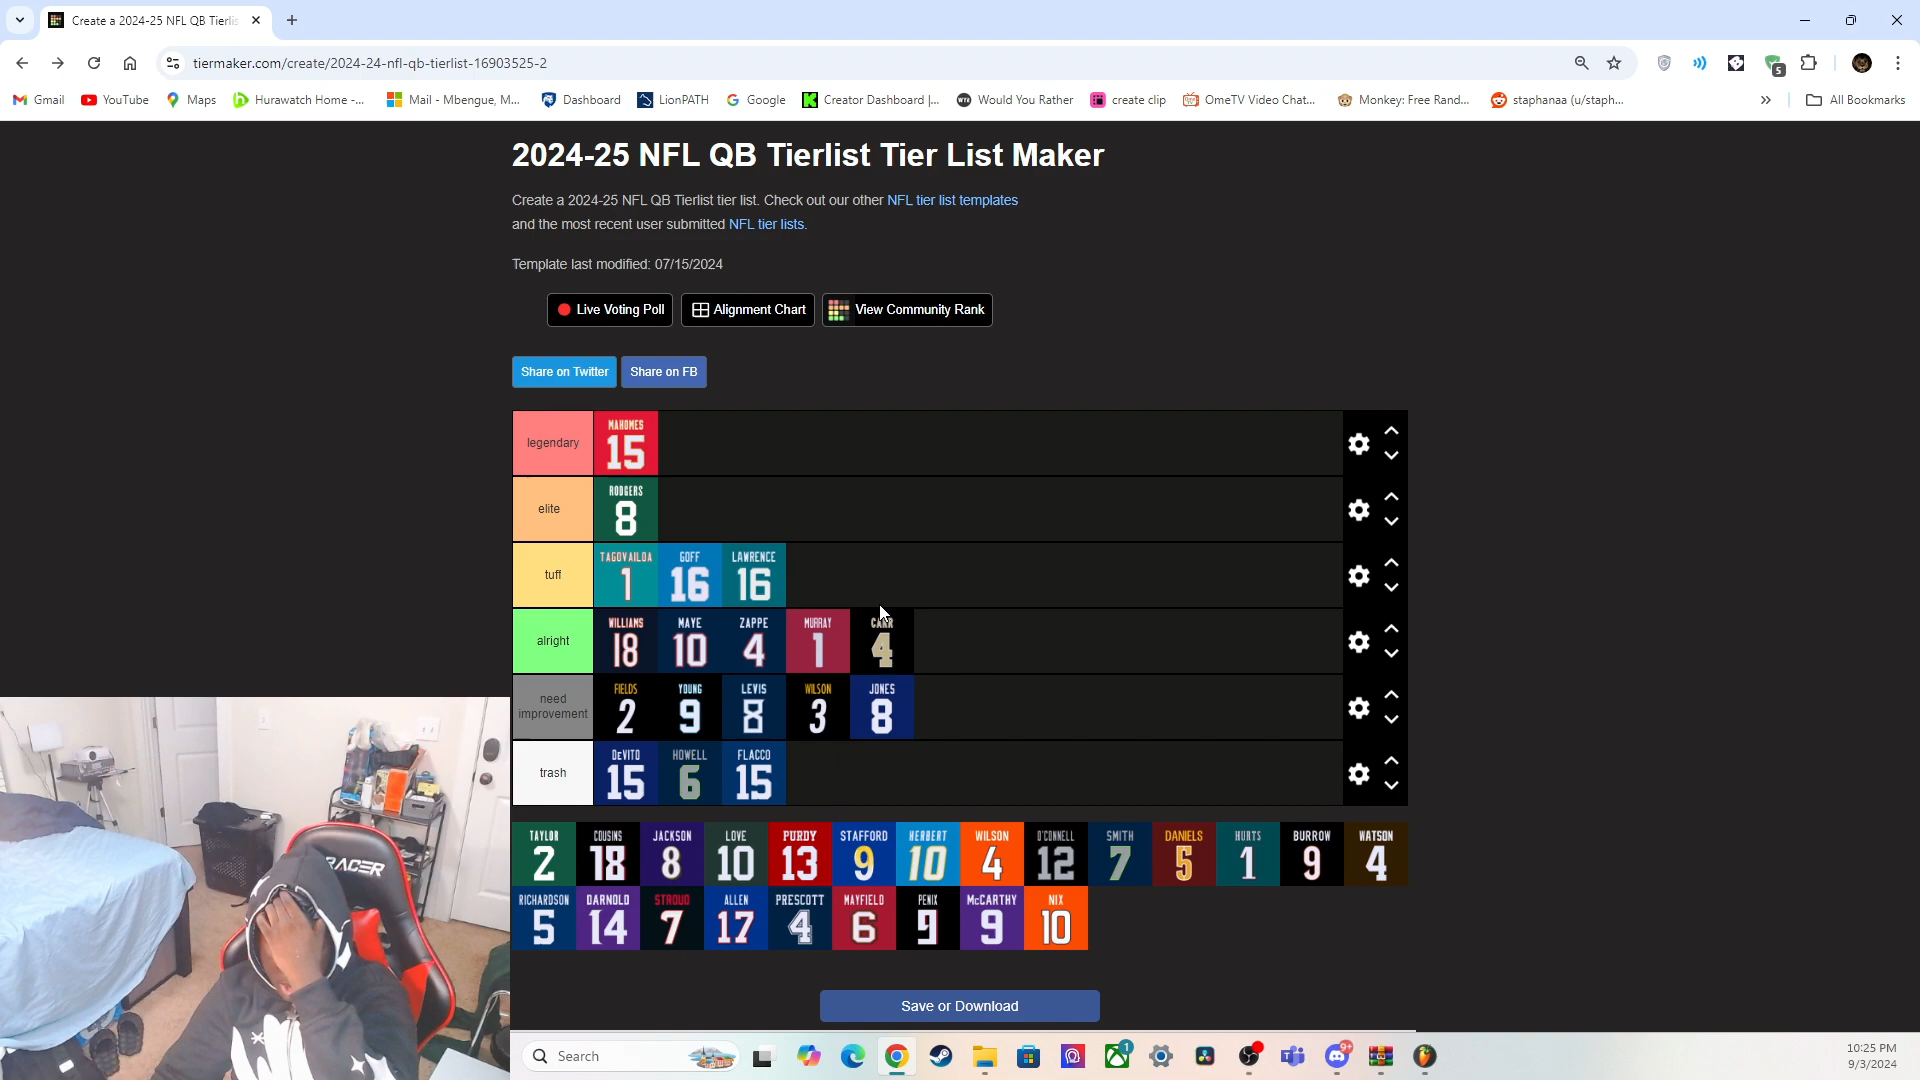 Create a 2024-25 NFL QB Tierlis
tiermaker.com/create/2024-24-nfl-qb-tierlist-16903525-2
Gmail YouTube Maps Hurawatch Home -... Mail - Mbengue, M... Dashboard LionPATH Google Creator Dashboard |... Would You Rather create clip OmeTV Video Chat... Monkey: Free Rand... staphanaa (u/staph... » All Bookmarks
5
2024-25 NFL QB Tierlist Tier List Maker
Create a 2024-25 NFL QB Tierlist tier list. Check out our other NFL tier list templates
and the most recent user submitted NFL tier lists.
Template last modified: 07/15/2024
Live Voting Poll Alignment Chart View Community Rank
Share on Twitter Share on FB
legendary
MAHOMES
15
elite
RODGERS
8
tuff
TAGOVAILOA GOFF LAWRENCE
1 16 16
alright
WILLIAMS MAYE ZAPPE MURRAY CARR
18 10 4 1 4
need
improvement
FIELDS YOUNG LEVIS WILSON JONES
2 9 8 3 8
trash
DeVITO HOWELL FLACCO
15 6 15
TAYLOR COUSINS JACKSON LOVE PURDY STAFFORD HERBERT WILSON O'CONNELL SMITH DANIELS HURTS BURROW WATSON
2 18 8 10 13 9 10 4 12 7 5 1 9 4
RICHARDSON DARNOLD STROUD ALLEN PRESCOTT MAYFIELD PENIX McCARTHY NIX
5 14 7 17 4 6 9 9 10
Save or Download
RACER
Search
1
9+
10:25 PM
9/3/2024